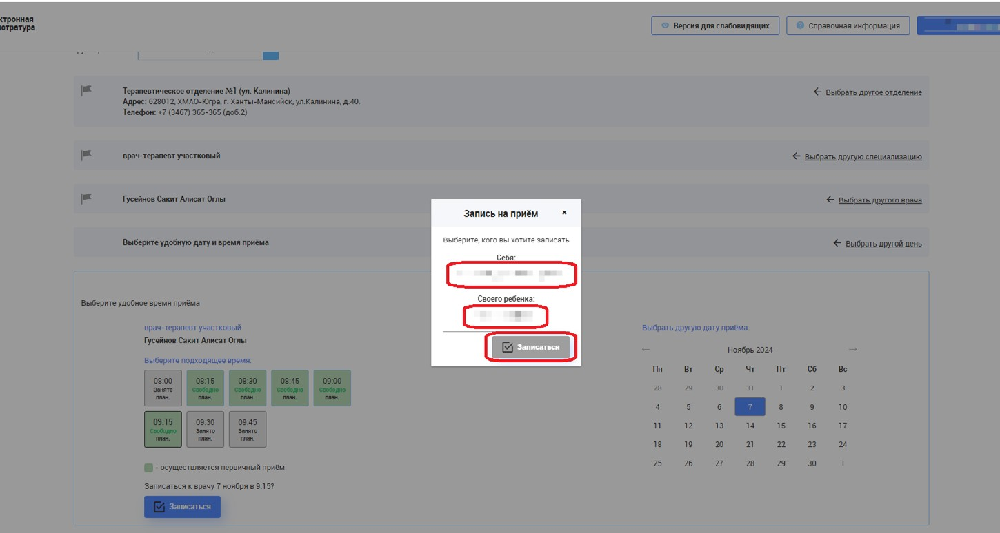 ктронная
истратура
Версия для слабовидящих
Справочная информация
Терапевтическое отделение №1 (ул. Калинина)
Адрес: 628012, ХМАО-Югра, г. Ханты-Мансийск, ул.Калинина, д.40.
Телефон: +7 (3467) 365-365 (доб.2)
Выбрать другое отделение
врач-терапевт участковый
Выбрать другую специализацию
Гусейнов Сакит Алисат Оглы
Выбрать другого врача
Выберите удобную дату и время приёма
Выбрать другой день
Запись на приём ×
Выберите, кого вы хотите записать
Себя:
Своего ребенка:
Записаться
Выберите удобное время приёма
врач-терапевт участковый
Гусейнов Сакит Алисат Оглы
Выберите подходящее время:
08:00 08:15 08:30 08:45 09:00
Занято Свободно Свободно Свободно Свободно
план. план. план. план. план.
09:15 09:30 09:45
Свободно Занято Занято
план. план. план.
- осуществляется первичный приём
Записаться к врачу 7 ноября в 9:15?
Записаться
Выбрать другую дату приёма
← Ноябрь 2024 →
Пн Вт Ср Чт Пт Сб Вс
28 29 30 31 1 2 3
4 5 6 7 8 9 10
11 12 13 14 15 16 17
18 19 20 21 22 23 24
25 26 27 28 29 30 1